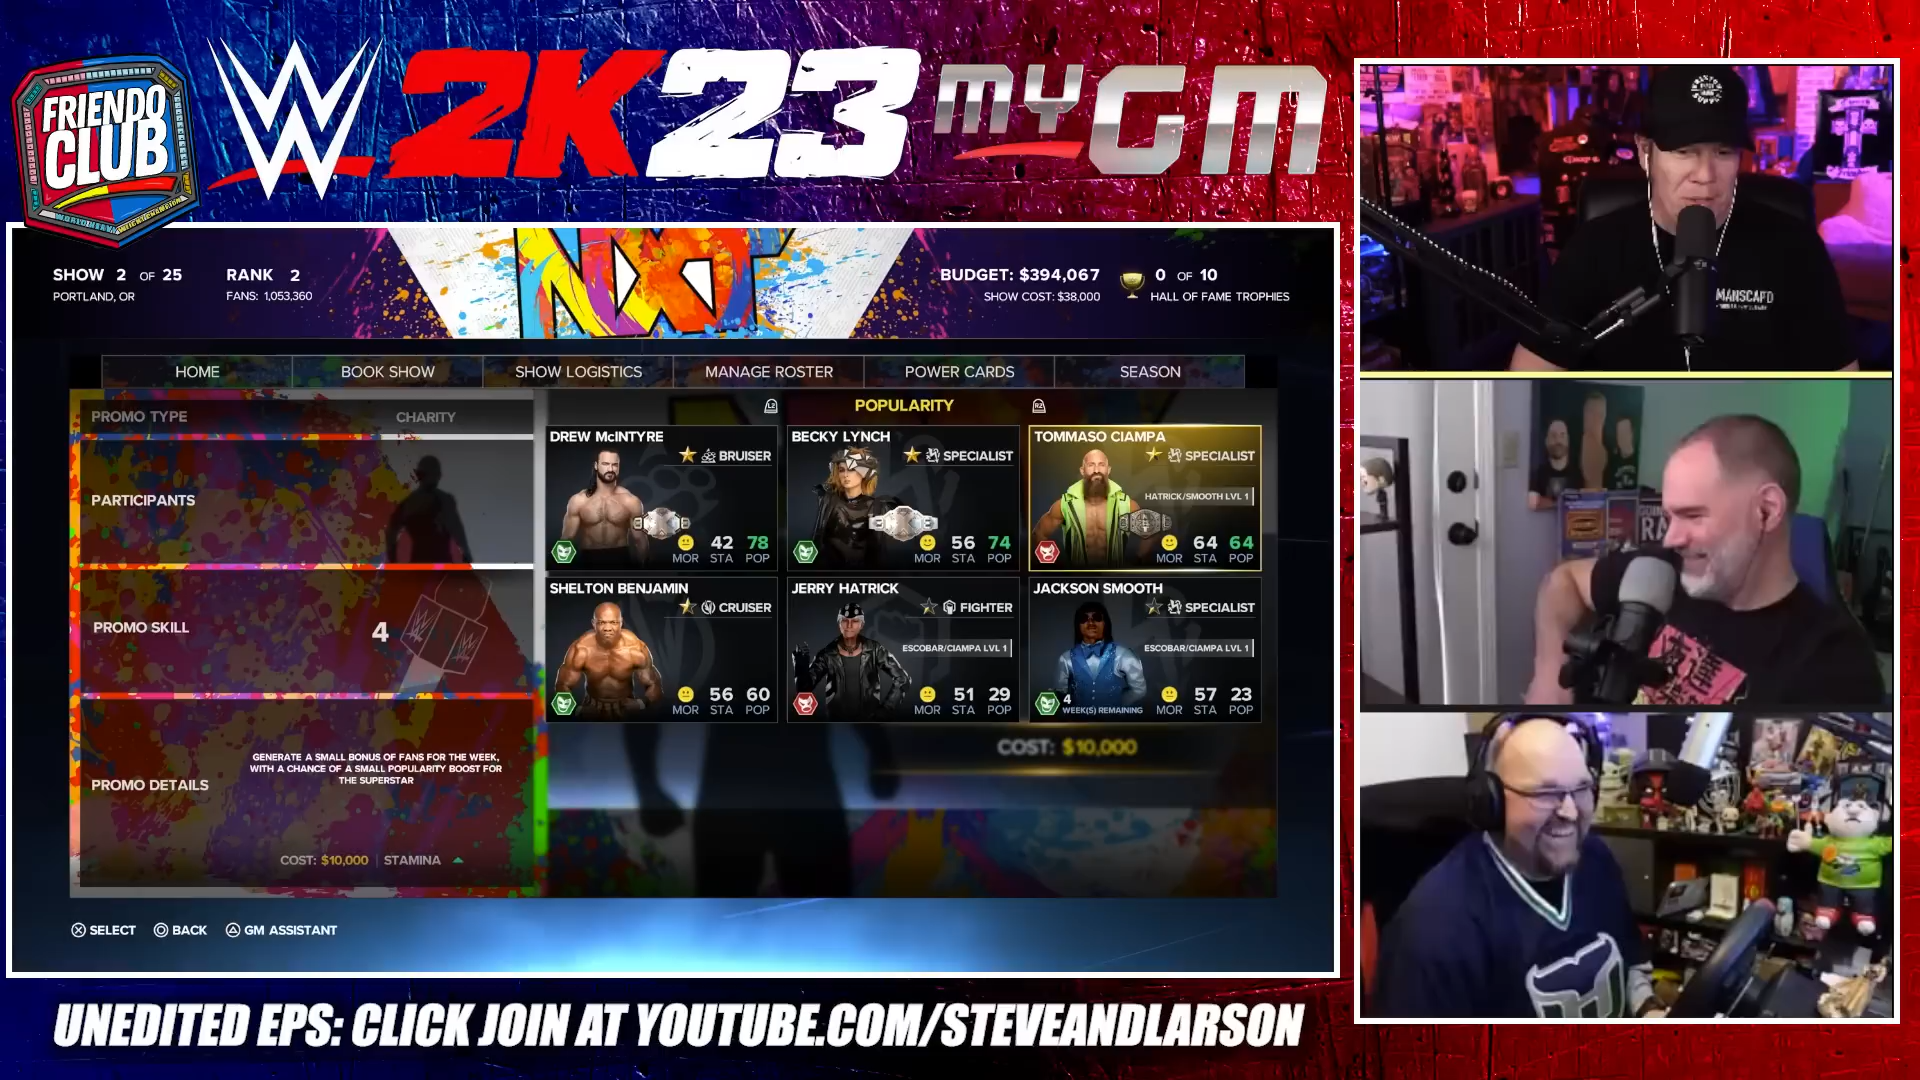 FRIENDO
CLUB
WORLD
CHAMPION
W
2K23
MYGM
NXT
SHOW 2 OF 25
PORTLAND, OR
RANK 2
FANS: 1,053,360
BUDGET: $394,067
SHOW COST: $38,000
0 OF 10
HALL OF FAME TROPHIES
HOME
BOOK SHOW
SHOW LOGISTICS
MANAGE ROSTER
POWER CARDS
SEASON
PROMO TYPE
CHARITY
L2
POPULARITY
R2
PARTICIPANTS
PROMO SKILL
4
PROMO DETAILS
GENERATE A SMALL BONUS OF FANS FOR THE WEEK,
WITH A CHANCE OF A SMALL POPULARITY BOOST FOR
THE SUPERSTAR
COST: $10,000 | STAMINA
DREW McINTYRE
BRUISER
42 78
MOR STA POP
BECKY LYNCH
SPECIALIST
56 74
MOR STA POP
TOMMASO CIAMPA
SPECIALIST
HATRICK/SMOOTH LVL 1
64 64
MOR STA POP
SHELTON BENJAMIN
CRUISER
56 60
MOR STA POP
JERRY HATRICK
FIGHTER
ESCOBAR/CIAMPA LVL 1
51 29
MOR STA POP
JACKSON SMOOTH
SPECIALIST
ESCOBAR/CIAMPA LVL 1
4
WEEK(S) REMAINING
57 23
MOR STA POP
COST: $10,000
SELECT
BACK
GM ASSISTANT
MANSCAPED
UNEDITED EPS: CLICK JOIN AT YOUTUBE.COM/STEVEANDLARSON